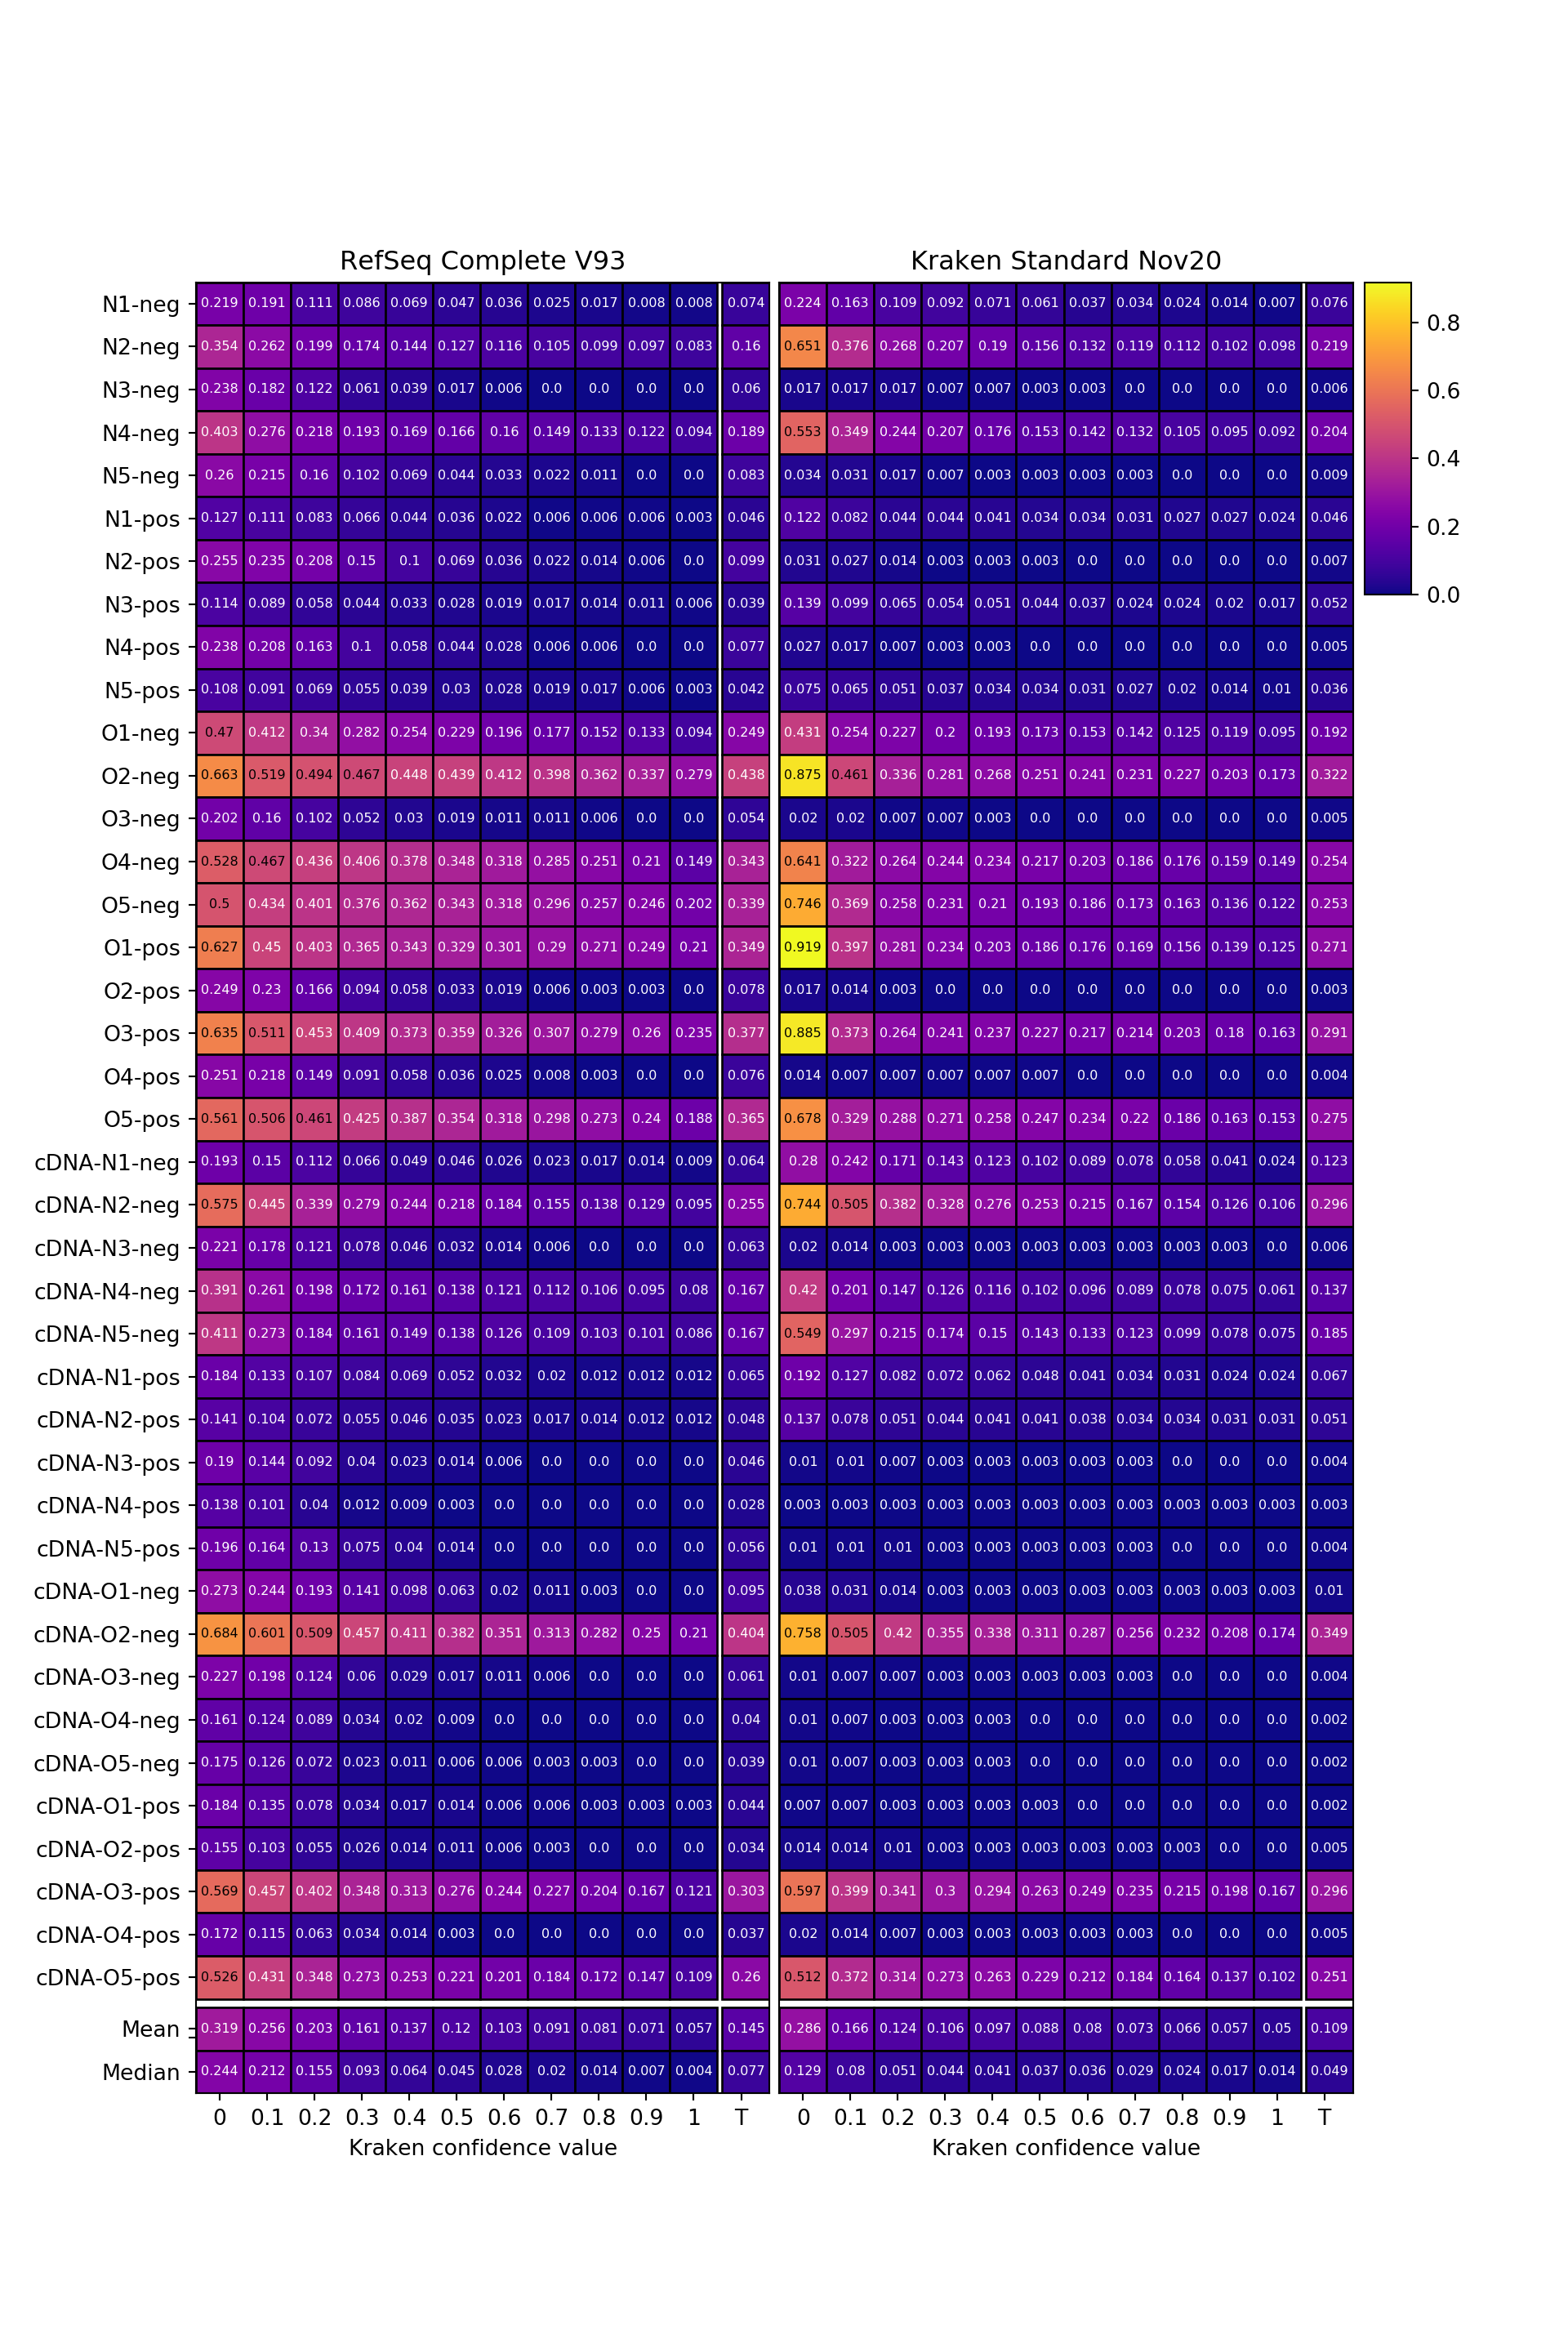 RefSeq Complete V93 Kraken Standard Nov20
N1-neg 0.219 0.191 0.111 0.086 0.069 0.047 0.036 0.025 0.017 0.008 0.008 0.074 0.224 0.163 0.109 0.092 0.071 0.061 0.037 0.034 0.024 0.014 0.007 0.076
0.8
N2-neg 0.354 0.262 0.199 0.174 0.144 0.127 0.116 0.105 0.099 0.097 0.083 0.16 0.651 0.376 0.268 0.207 0.19 0.156 0.132 0.119 0.112 0.102 0.098 0.219
N3-neg 0.238 0.182 0.122 0.061 0.039 0.017 0.006 0.0 0.0 0.0 0.0 0.06 0.017 0.017 0.017 0.007 0.007 0.003 0.003 0.0 0.0 0.0 0.0 0.006
0.6
N4-neg 0.403 0.276 0.218 0.193 0.169 0.166 0.16 0.149 0.133 0.122 0.094 0.189 0.553 0.349 0.244 0.207 0.176 0.153 0.142 0.132 0.105 0.095 0.092 0.204
0.4
N5-neg 0.26 0.215 0.16 0.102 0.069 0.044 0.033 0.022 0.011 0.0 0.0 0.083 0.034 0.031 0.017 0.007 0.003 0.003 0.003 0.003 0.0 0.0 0.0 0.009
N1-pos 0.127 0.111 0.083 0.066 0.044 0.036 0.022 0.006 0.006 0.006 0.003 0.046 0.122 0.082 0.044 0.044 0.041 0.034 0.034 0.031 0.027 0.027 0.024 0.046
0.2
N2-pos 0.255 0.235 0.208 0.15 0.1 0.069 0.036 0.022 0.014 0.006 0.0 0.099 0.031 0.027 0.014 0.003 0.003 0.003 0.0 0.0 0.0 0.0 0.0 0.007
0.0
N3-pos 0.114 0.089 0.058 0.044 0.033 0.028 0.019 0.017 0.014 0.011 0.006 0.039 0.139 0.099 0.065 0.054 0.051 0.044 0.037 0.024 0.024 0.02 0.017 0.052
N4-pos 0.238 0.208 0.163 0.1 0.058 0.044 0.028 0.006 0.006 0.0 0.0 0.077 0.027 0.017 0.007 0.003 0.003 0.0 0.0 0.0 0.0 0.0 0.0 0.005
N5-pos 0.108 0.091 0.069 0.055 0.039 0.03 0.028 0.019 0.017 0.006 0.003 0.042 0.075 0.065 0.051 0.037 0.034 0.034 0.031 0.027 0.02 0.014 0.01 0.036
O1-neg 0.47 0.412 0.34 0.282 0.254 0.229 0.196 0.177 0.152 0.133 0.094 0.249 0.431 0.254 0.227 0.2 0.193 0.173 0.153 0.142 0.125 0.119 0.095 0.192
O2-neg 0.663 0.519 0.494 0.467 0.448 0.439 0.412 0.398 0.362 0.337 0.279 0.438 0.875 0.461 0.336 0.281 0.268 0.251 0.241 0.231 0.227 0.203 0.173 0.322
O3-neg 0.202 0.16 0.102 0.052 0.03 0.019 0.011 0.011 0.006 0.0 0.0 0.054 0.02 0.02 0.007 0.007 0.003 0.0 0.0 0.0 0.0 0.0 0.0 0.005
O4-neg 0.528 0.467 0.436 0.406 0.378 0.348 0.318 0.285 0.251 0.21 0.149 0.343 0.641 0.322 0.264 0.244 0.234 0.217 0.203 0.186 0.176 0.159 0.149 0.254
O5-neg 0.5 0.434 0.401 0.376 0.362 0.343 0.318 0.296 0.257 0.246 0.202 0.339 0.746 0.369 0.258 0.231 0.21 0.193 0.186 0.173 0.163 0.136 0.122 0.253
O1-pos 0.627 0.45 0.403 0.365 0.343 0.329 0.301 0.29 0.271 0.249 0.21 0.349 0.919 0.397 0.281 0.234 0.203 0.186 0.176 0.169 0.156 0.139 0.125 0.271
O2-pos 0.249 0.23 0.166 0.094 0.058 0.033 0.019 0.006 0.003 0.003 0.0 0.078 0.017 0.014 0.003 0.0 0.0 0.0 0.0 0.0 0.0 0.0 0.0 0.003
O3-pos 0.635 0.511 0.453 0.409 0.373 0.359 0.326 0.307 0.279 0.26 0.235 0.377 0.885 0.373 0.264 0.241 0.237 0.227 0.217 0.214 0.203 0.18 0.163 0.291
O4-pos 0.251 0.218 0.149 0.091 0.058 0.036 0.025 0.008 0.003 0.0 0.0 0.076 0.014 0.007 0.007 0.007 0.007 0.007 0.0 0.0 0.0 0.0 0.0 0.004
O5-pos 0.561 0.506 0.461 0.425 0.387 0.354 0.318 0.298 0.273 0.24 0.188 0.365 0.678 0.329 0.288 0.271 0.258 0.247 0.234 0.22 0.186 0.163 0.153 0.275
cDNA-N1-neg 0.193 0.15 0.112 0.066 0.049 0.046 0.026 0.023 0.017 0.014 0.009 0.064 0.28 0.242 0.171 0.143 0.123 0.102 0.089 0.078 0.058 0.041 0.024 0.123
cDNA-N2-neg 0.575 0.445 0.339 0.279 0.244 0.218 0.184 0.155 0.138 0.129 0.095 0.255 0.744 0.505 0.382 0.328 0.276 0.253 0.215 0.167 0.154 0.126 0.106 0.296
cDNA-N3-neg 0.221 0.178 0.121 0.078 0.046 0.032 0.014 0.006 0.0 0.0 0.0 0.063 0.02 0.014 0.003 0.003 0.003 0.003 0.003 0.003 0.003 0.003 0.0 0.006
cDNA-N4-neg 0.391 0.261 0.198 0.172 0.161 0.138 0.121 0.112 0.106 0.095 0.08 0.167 0.42 0.201 0.147 0.126 0.116 0.102 0.096 0.089 0.078 0.075 0.061 0.137
cDNA-N5-neg 0.411 0.273 0.184 0.161 0.149 0.138 0.126 0.109 0.103 0.101 0.086 0.167 0.549 0.297 0.215 0.174 0.15 0.143 0.133 0.123 0.099 0.078 0.075 0.185
cDNA-N1-pos 0.184 0.133 0.107 0.084 0.069 0.052 0.032 0.02 0.012 0.012 0.012 0.065 0.192 0.127 0.082 0.072 0.062 0.048 0.041 0.034 0.031 0.024 0.024 0.067
cDNA-N2-pos 0.141 0.104 0.072 0.055 0.046 0.035 0.023 0.017 0.014 0.012 0.012 0.048 0.137 0.078 0.051 0.044 0.041 0.041 0.038 0.034 0.034 0.031 0.031 0.051
cDNA-N3-pos 0.19 0.144 0.092 0.04 0.023 0.014 0.006 0.0 0.0 0.0 0.0 0.046 0.01 0.01 0.007 0.003 0.003 0.003 0.003 0.003 0.0 0.0 0.0 0.004
cDNA-N4-pos 0.138 0.101 0.04 0.012 0.009 0.003 0.0 0.0 0.0 0.0 0.0 0.028 0.003 0.003 0.003 0.003 0.003 0.003 0.003 0.003 0.003 0.003 0.003 0.003
cDNA-N5-pos 0.196 0.164 0.13 0.075 0.04 0.014 0.0 0.0 0.0 0.0 0.0 0.056 0.01 0.01 0.01 0.003 0.003 0.003 0.003 0.003 0.0 0.0 0.0 0.004
cDNA-O1-neg 0.273 0.244 0.193 0.141 0.098 0.063 0.02 0.011 0.003 0.0 0.0 0.095 0.038 0.031 0.014 0.003 0.003 0.003 0.003 0.003 0.003 0.003 0.003 0.01
cDNA-O2-neg 0.684 0.601 0.509 0.457 0.411 0.382 0.351 0.313 0.282 0.25 0.21 0.404 0.758 0.505 0.42 0.355 0.338 0.311 0.287 0.256 0.232 0.208 0.174 0.349
cDNA-O3-neg 0.227 0.198 0.124 0.06 0.029 0.017 0.011 0.006 0.0 0.0 0.0 0.061 0.01 0.007 0.007 0.003 0.003 0.003 0.003 0.003 0.0 0.0 0.0 0.004
cDNA-O4-neg 0.161 0.124 0.089 0.034 0.02 0.009 0.0 0.0 0.0 0.0 0.0 0.04 0.01 0.007 0.003 0.003 0.003 0.0 0.0 0.0 0.0 0.0 0.0 0.002
cDNA-O5-neg 0.175 0.126 0.072 0.023 0.011 0.006 0.006 0.003 0.003 0.0 0.0 0.039 0.01 0.007 0.003 0.003 0.003 0.0 0.0 0.0 0.0 0.0 0.0 0.002
cDNA-O1-pos 0.184 0.135 0.078 0.034 0.017 0.014 0.006 0.006 0.003 0.003 0.003 0.044 0.007 0.007 0.003 0.003 0.003 0.003 0.0 0.0 0.0 0.0 0.0 0.002
cDNA-O2-pos 0.155 0.103 0.055 0.026 0.014 0.011 0.006 0.003 0.0 0.0 0.0 0.034 0.014 0.014 0.01 0.003 0.003 0.003 0.003 0.003 0.003 0.0 0.0 0.005
cDNA-O3-pos 0.569 0.457 0.402 0.348 0.313 0.276 0.244 0.227 0.204 0.167 0.121 0.303 0.597 0.399 0.341 0.3 0.294 0.263 0.249 0.235 0.215 0.198 0.167 0.296
cDNA-O4-pos 0.172 0.115 0.063 0.034 0.014 0.003 0.0 0.0 0.0 0.0 0.0 0.037 0.02 0.014 0.007 0.003 0.003 0.003 0.003 0.003 0.0 0.0 0.0 0.005
cDNA-O5-pos 0.526 0.431 0.348 0.273 0.253 0.221 0.201 0.184 0.172 0.147 0.109 0.26 0.512 0.372 0.314 0.273 0.263 0.229 0.212 0.184 0.164 0.137 0.102 0.251
Mean 0.319 0.256 0.203 0.161 0.137 0.12 0.103 0.091 0.081 0.071 0.057 0.145 0.286 0.166 0.124 0.106 0.097 0.088 0.08 0.073 0.066 0.057 0.05 0.109
Median 0.244 0.212 0.155 0.093 0.064 0.045 0.028 0.02 0.014 0.007 0.004 0.077 0.129 0.08 0.051 0.044 0.041 0.037 0.036 0.029 0.024 0.017 0.014 0.049
0 0.1 0.2 0.3 0.4 0.5 0.6 0.7 0.8 0.9 1 T 0 0.1 0.2 0.3 0.4 0.5 0.6 0.7 0.8 0.9 1 T
Kraken confidence value Kraken confidence value